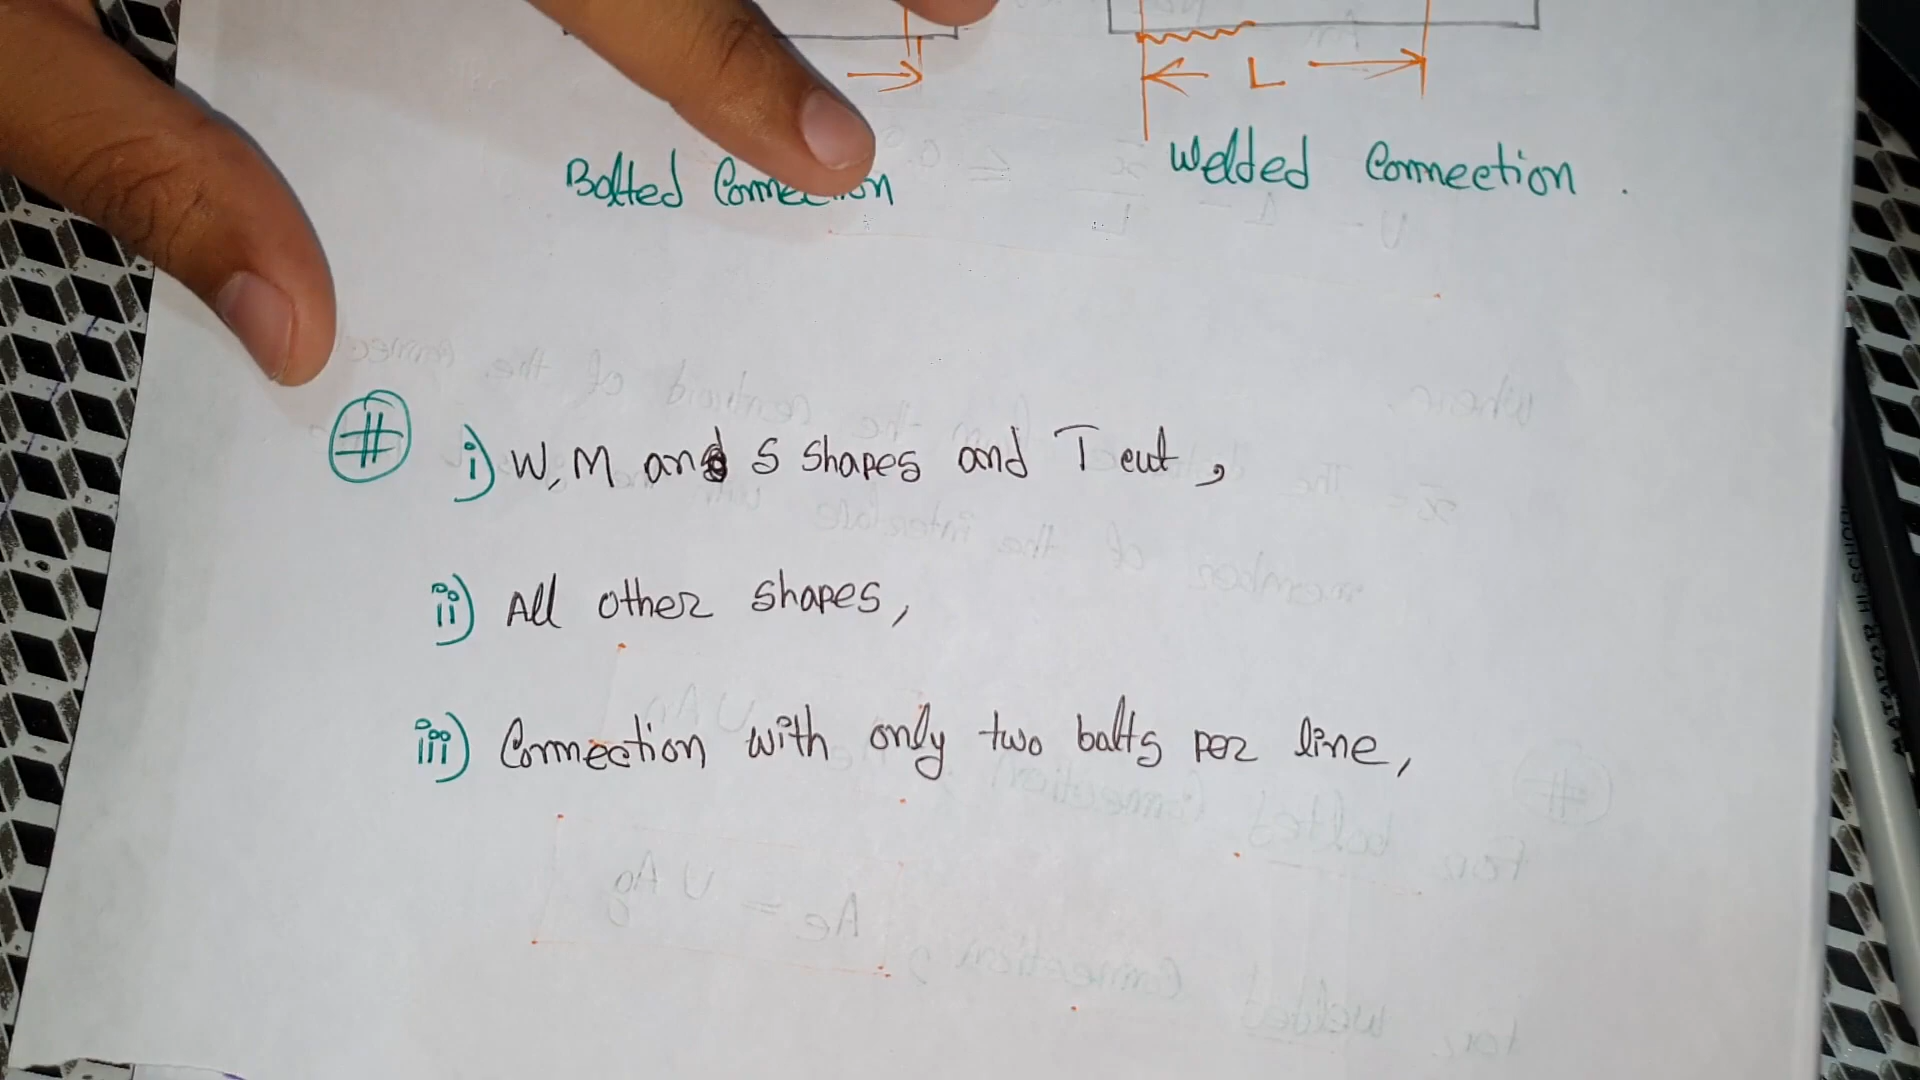 L
Bolted Connection
Welded Connection.
# i) W, M and S shapes and T cut,
ii) All other shapes,
iii) Connection with only two bolts per line,